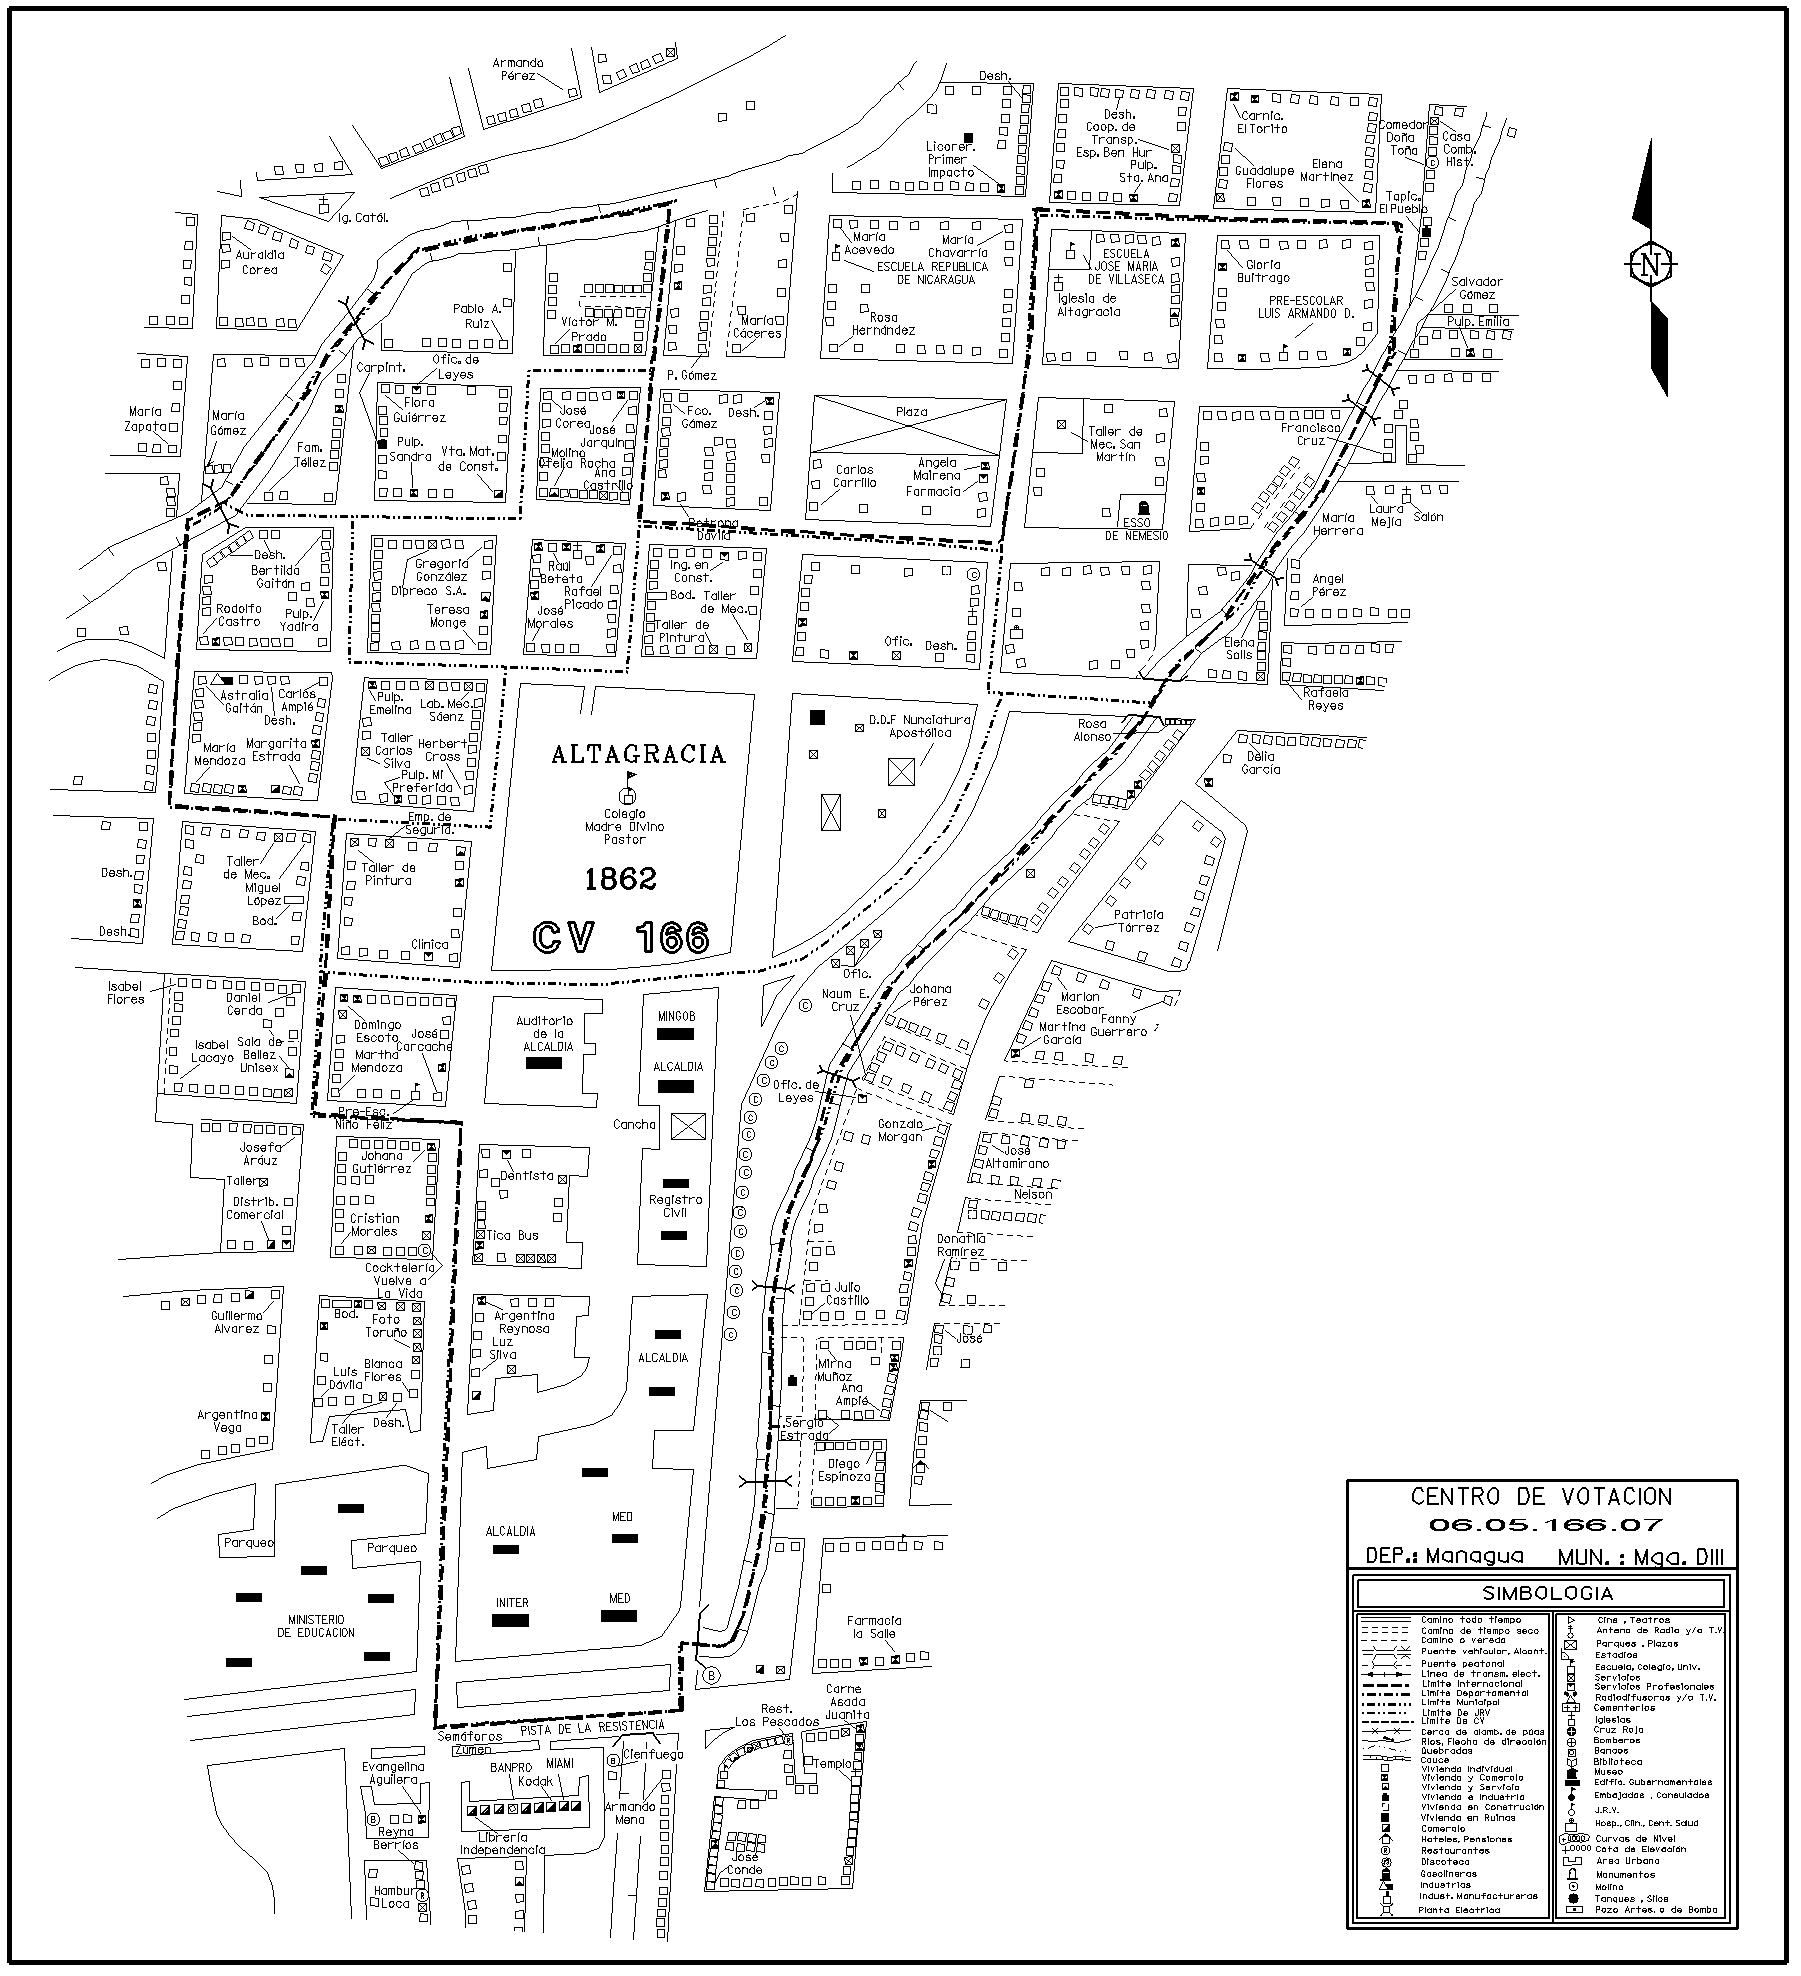 Armando
Pérez
Desh.
Desh.
Coop. de
Transp.
Esp. Ben Hur
Pulp.
Sta. Ana
Carnic.
El Torito
Guadalupe
Flores
Elena
Martínez
Comedor
Doña
Toña
Casa
Comb.
Hist.
Tapic.
El Pueblo
Licorer.
Primer
Impacto
Ig. Catól.
Auraldia
Corea
Pablo A.
Ruiz
Víctor M.
Prado
María
Cáceres
P. Gómez
María
Acevedo
María
Chavarría
ESCUELA REPUBLICA
DE NICARAGUA
Rosa
Hernández
ESCUELA
JOSE MARIA
DE VILLASECA
Iglesia de
Altagracia
Gloria
Buitrago
PRE-ESCOLAR
LUIS ARMANDO D.
Salvador
Gómez
Pulp. Emilia
María
Zapata
María
Gómez
Fam.
Téllez
Carpint.
Ofic. de
Leyes
Flora
Guiérrez
Pulp.
Sandra
Vta. Mat.
de Const.
José
Corea
José
Jarquín
Molino
Ofelia Rocha
Ana
Castrillo
Fco.
Gómez
Desh.
Petrona
Dávila
Plaza
Carlos
Carrillo
Angela
Mairena
Farmacia
Taller de
Mec. San
Martín
ESSO
DE NEMESIO
Francisca
Cruz
Laura
Mejía
Salón
María
Herrera
Angel
Pérez
Desh.
Bertilda
Gaitán
Rodolfo
Castro
Pulp.
Yadira
Gregoria
González
Dipreco S.A.
Teresa
Monge
Raúl
Beteta
Rafael
Picado
José
Morales
Ing. en
Const.
Bod.
Taller
de Mec.
Taller de
Pintura
Ofic.
Desh.
Elena
Solís
Rafaela
Reyes
Astralia
Gaitán
Carlos
Ampié
Desh.
María
Mendoza
Margarita
Estrada
Pulp.
Emelina
Lab. Mec.
Sáenz
Taller
Carlos
Silva
Herbert
Cross
Pulp. Mi
Preferida
ALTAGRACIA
Colegio
Madre Divino
Pastor
1862
CV 166
D.D.F Nunciatura
Apostólica
Rosa
Alonso
Delia
García
Emp. de
Segurid.
Taller de
Pintura
Clínica
Desh.
Desh.
Taller
de Mec.
Miguel
López
Bod.
Patricia
Tórrez
Isabel
Flores
Daniel
Cerda
Isabel
Lacayo
Sala de
Bellez
Unisex
Domingo
Escoto
José
Carcache
Martha
Mendoza
Pre-Esc.
Niño Feliz
Auditorio
de la
ALCALDIA
MINGOB
ALCALDIA
Cancha
Registro
Civil
Ofic.
Naum E.
Cruz
Johana
Pérez
Marlon
Escobar
Martina
García
Fanny
Guerrero
Ofic. de
Leyes
Gonzalo
Morgan
José
Altamirano
Nelson
Donatila
Ramírez
Josefa
Aráuz
Taller
Distrib.
Comercial
Johana
Gutiérrez
Cristian
Morales
Cocktelería
Vuelve a
La Vida
Dentista
Tica Bus
Guillermo
Alvarez
Bod.
Foto
Toruño
Luis
Dávila
Blanca
Flores
Argentina
Vega
Taller
Eléct.
Desh.
Argentina
Reynosa
Luz
Silva
ALCALDIA
Julio
Castillo
José
Mirna
Muñoz
Ana
Ampié
Sergio
Estrada
Diego
Espinoza
Parqueo
Parqueo
MINISTERIO
DE EDUCACION
ALCALDIA
MED
INITER
MED
Farmacia
la Salle
PISTA DE LA RESISTENCIA
Semáforos
Zumen
Evangelina
Aguilera
Reyna
Berríos
Hambur
Loca
BANPRO
Kodak
MIAMI
Librería
Independencia
Cienfuego
Armando
Mena
Rest.
Los Pescados
Carne
Asada
Juanita
Templo
José
Conde
N
CENTRO DE VOTACION
06.05.166.07
DEP.: Managua MUN. : Mga. DIII
SIMBOLOGIA
Camino todo tiempo
Camino de tiempo seco
Camino o vereda
Puente vehicular, Alcant.
Puente peatonal
Linea de transm. elect.
Limite Internacional
Limite Departamental
Limite Municipal
Limite De JRV
Limite De CV
Cerca de alamb. de púas
Rios, Flecha de dirección
Quebradas
Cauce
Vivienda Individual
Vivienda y Comercio
Vivienda y Servicio
Vivienda e Industria
Vivienda en Construción
Vivienda en Ruinas
Comercio
Hoteles, Pensiones
Restaurantes
Discoteca
Gasolineras
Industrias
Indust. Manufactureras
Planta Electrica
Cine , Teatros
Antena de Radio y/o T.V.
Parques , Plazas
Estadios
Escuela, Colegio, Univ.
Servicios
Servicios Profesionales
Radiodifusoras y/o T.V.
Cementerios
Iglesias
Cruz Roja
Bomberos
Bancos
Biblioteca
Museo
Edific. Gubernamentales
Embajadas , Consulados
J.R.V.
Hosp., Clin., Cent. Salud
Curvas de Nivel
Cota de Elevación
Area Urbana
Monumentos
Molino
Tanques , Silos
Pozo Artes. o de Bomba